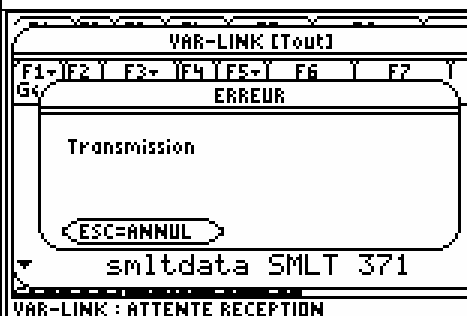 VAR-LINK [Tout]
F1 F2 F3 F4 F5 F6 F7
ERREUR
Transmission
ESC=ANNUL
smltdata SMLT 371
VAR-LINK : ATTENTE RECEPTION